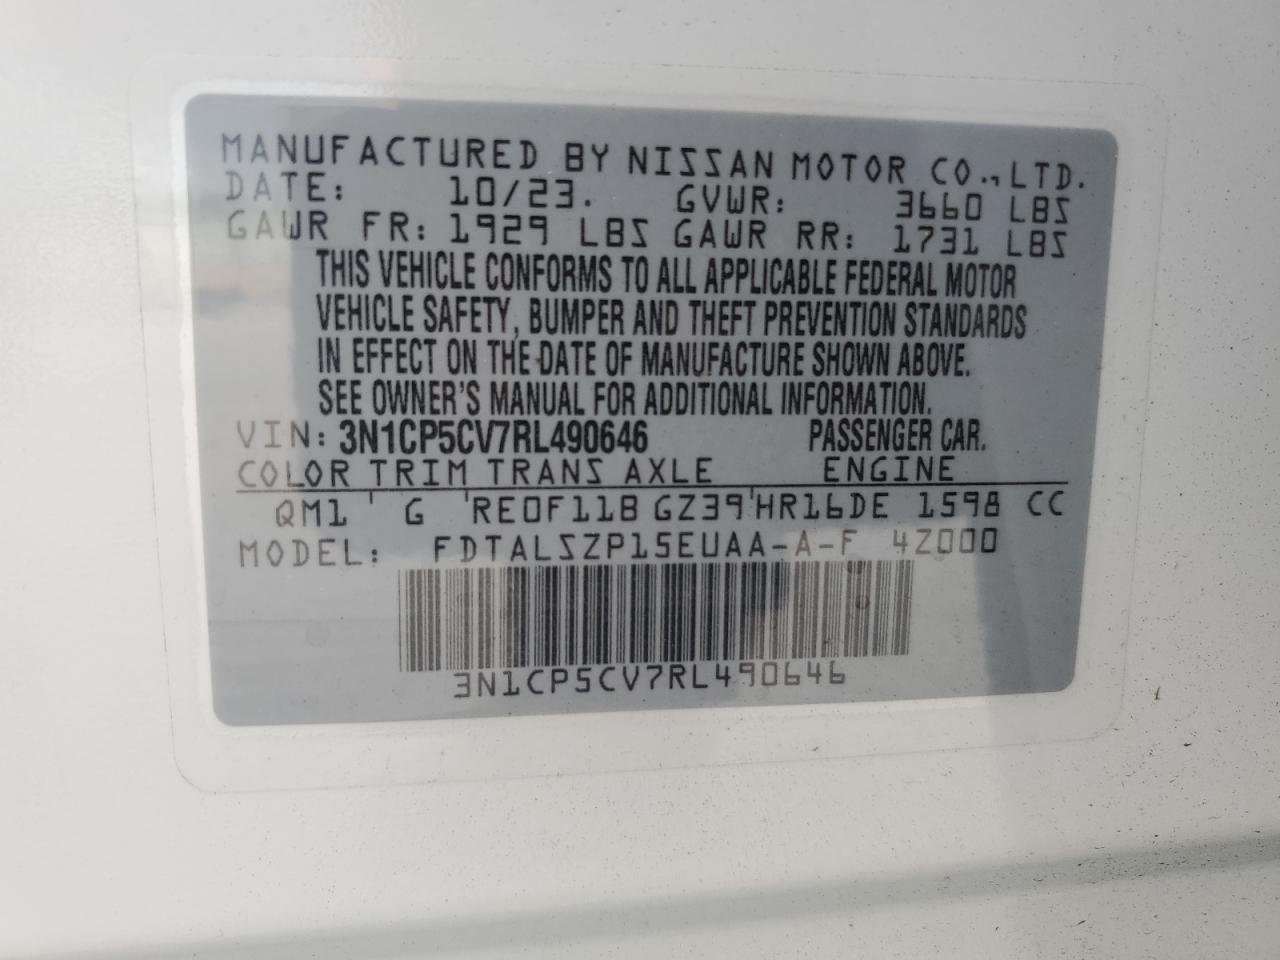 MANUFACTURED BY NISSAN MOTOR CO.,LTD.
DATE: 10/23. GVWR: 3660 LBS
GAWR FR: 1929 LBS GAWR RR: 1731 LBS
THIS VEHICLE CONFORMS TO ALL APPLICABLE FEDERAL MOTOR
VEHICLE SAFETY, BUMPER AND THEFT PREVENTION STANDARDS
IN EFFECT ON THE DATE OF MANUFACTURE SHOWN ABOVE.
SEE OWNER'S MANUAL FOR ADDITIONAL INFORMATION.
VIN: 3N1CP5CV7RL490646 PASSENGER CAR.
COLOR TRIM TRANS AXLE ENGINE
QM1 ' G 'RE0F11B GZ39'HR16DE 1598 CC
MODEL: FDTALSZP15EUAA-A-F 4Z000
3N1CP5CV7RL490646